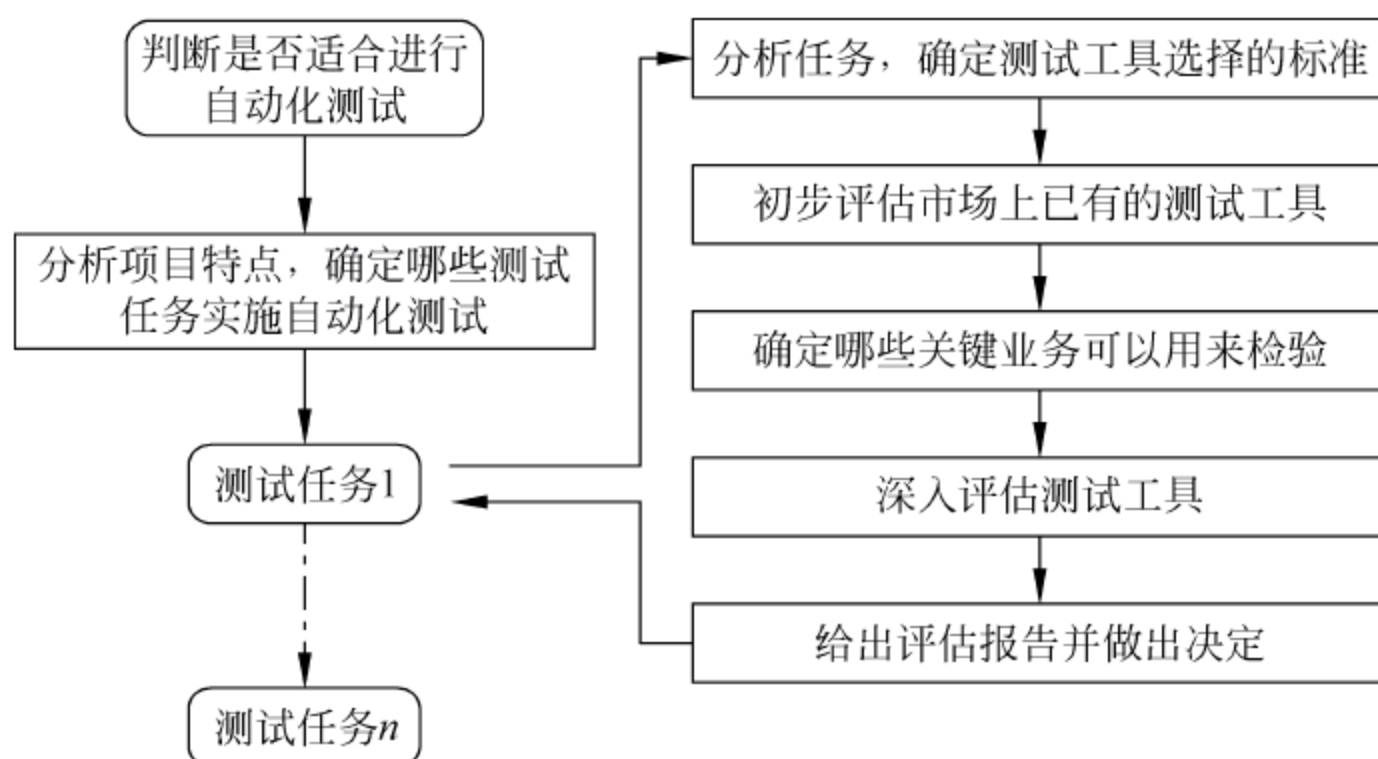 判断是否适合进行
自动化测试
分析项目特点，确定哪些测试
任务实施自动化测试
测试任务1
测试任务n
分析任务，确定测试工具选择的标准
初步评估市场上已有的测试工具
确定哪些关键业务可以用来检验
深入评估测试工具
给出评估报告并做出决定